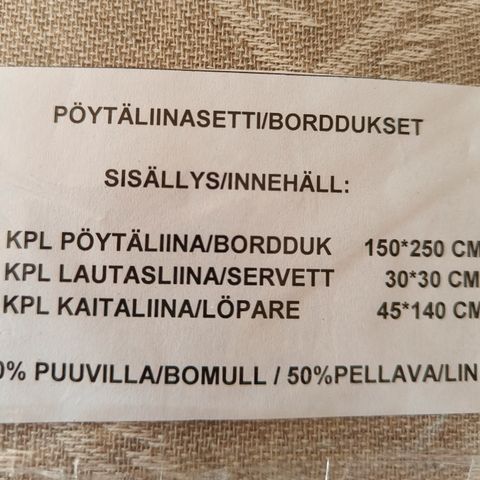 PÖYTÄLIINASETTI/BORDDUKSET
SISÄLLYS/INNEHÄLL:
KPL PÖYTÄLIINA/BORDDUK 150*250 CM
KPL LAUTASLIINA/SERVETT 30*30 CM
KPL KAITALIINA/LÖPARE 45*140 CM
0% PUUVILLA/BOMULL / 50%PELLAVA/LIN